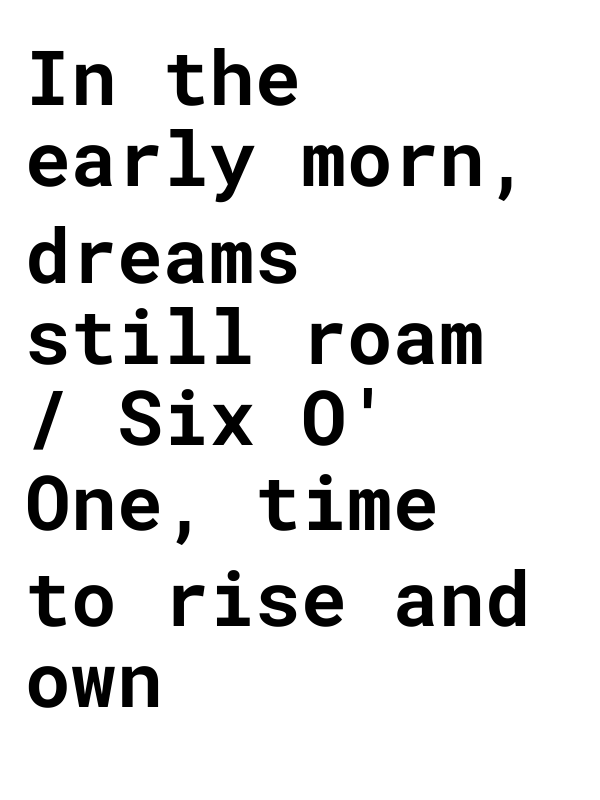 In the
early morn,
dreams
still roam
/ Six O'
One, time
to rise and
own